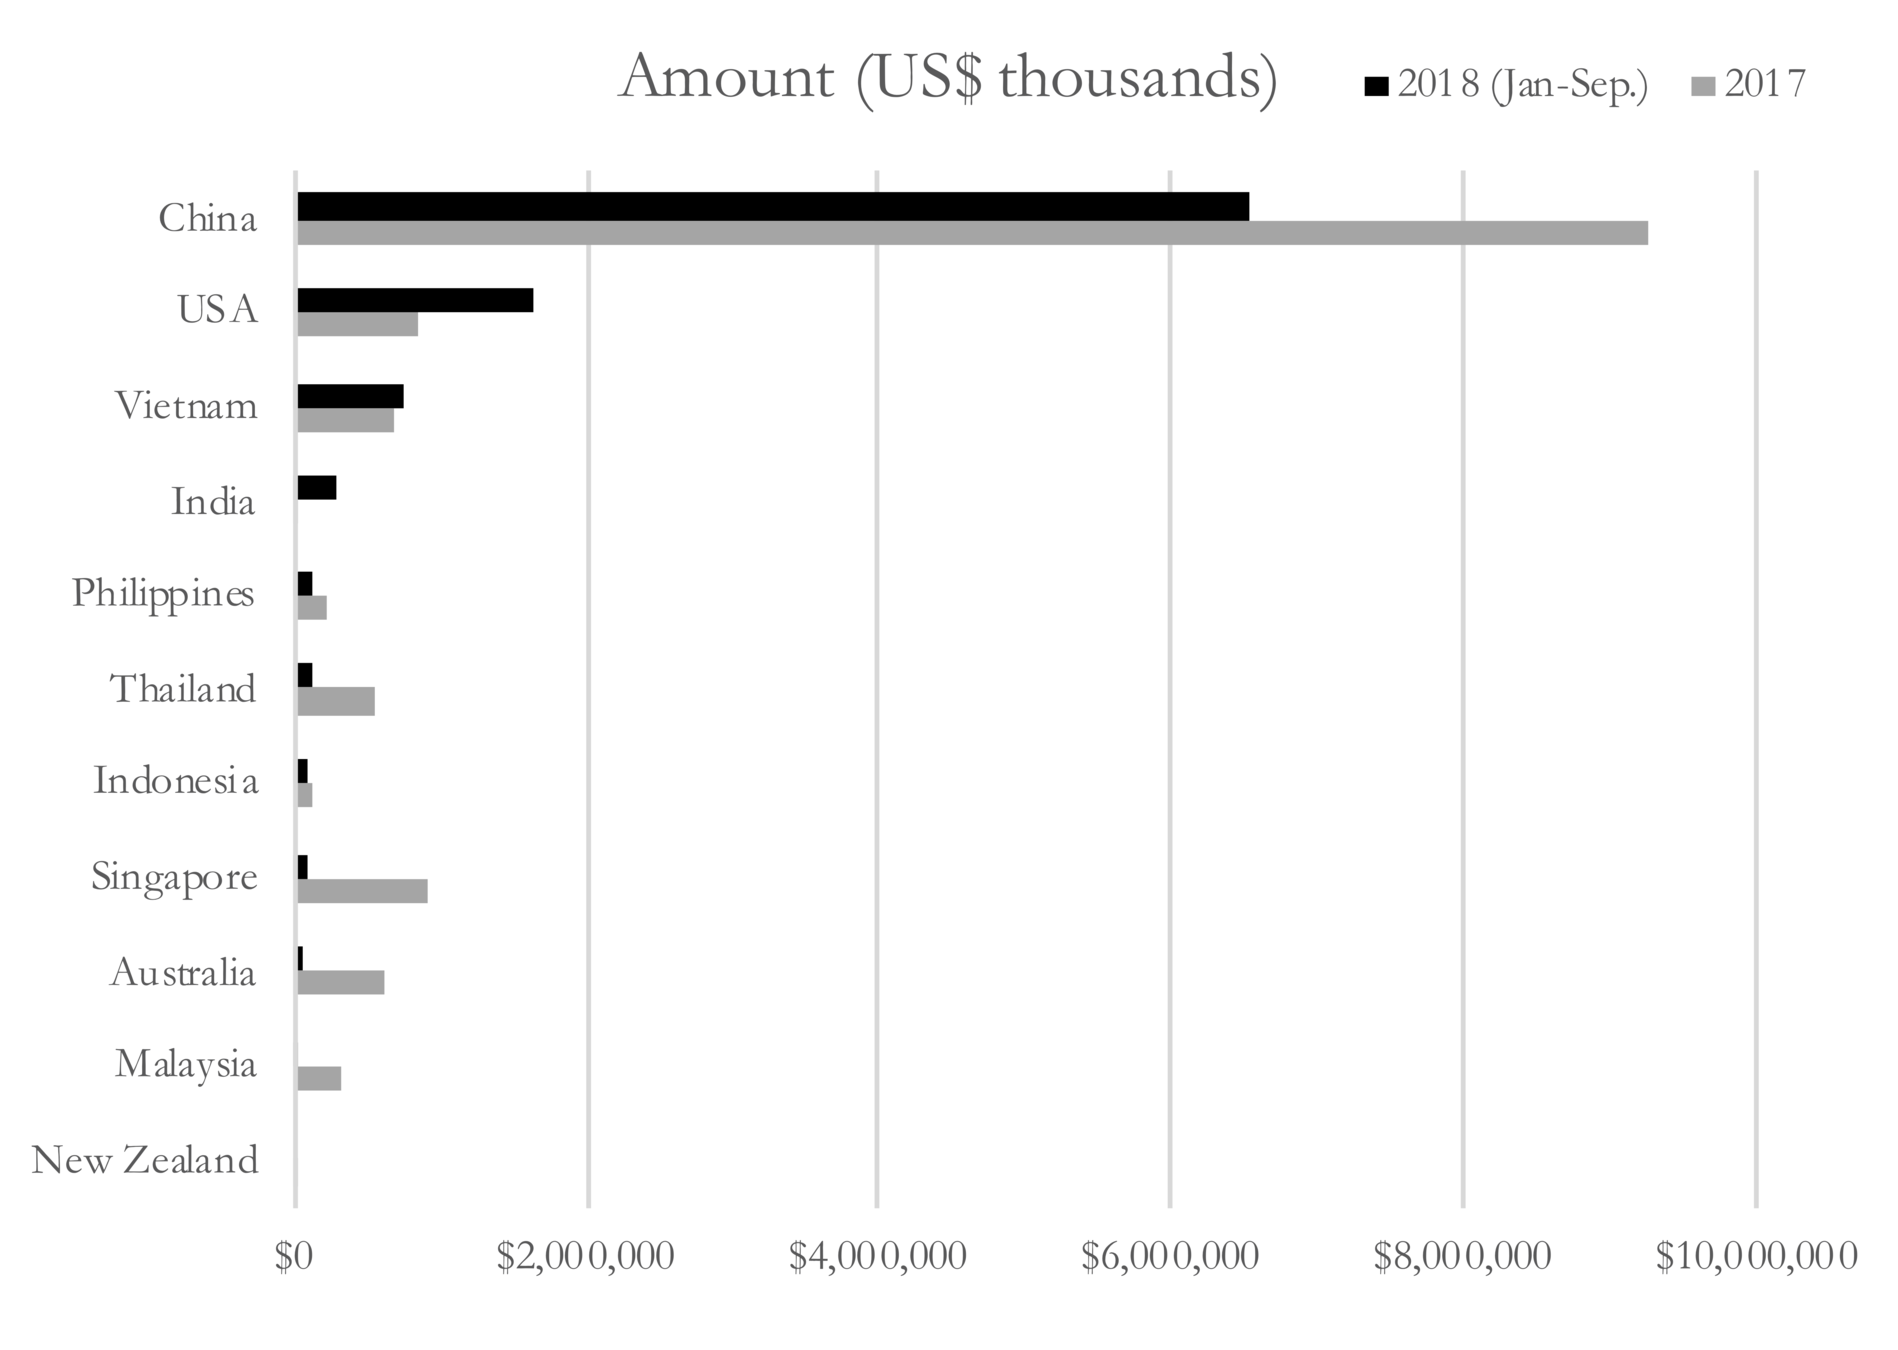 Amount (US$ thousands)
2018 (Jan-Sep.)
2017
China
USA
Vietnam
India
Philippines
Thailand
Indonesia
Singapore
Australia
Malaysia
New Zealand
$0
$2,000,000
$4,000,000
$6,000,000
$8,000,000
$10,000,000